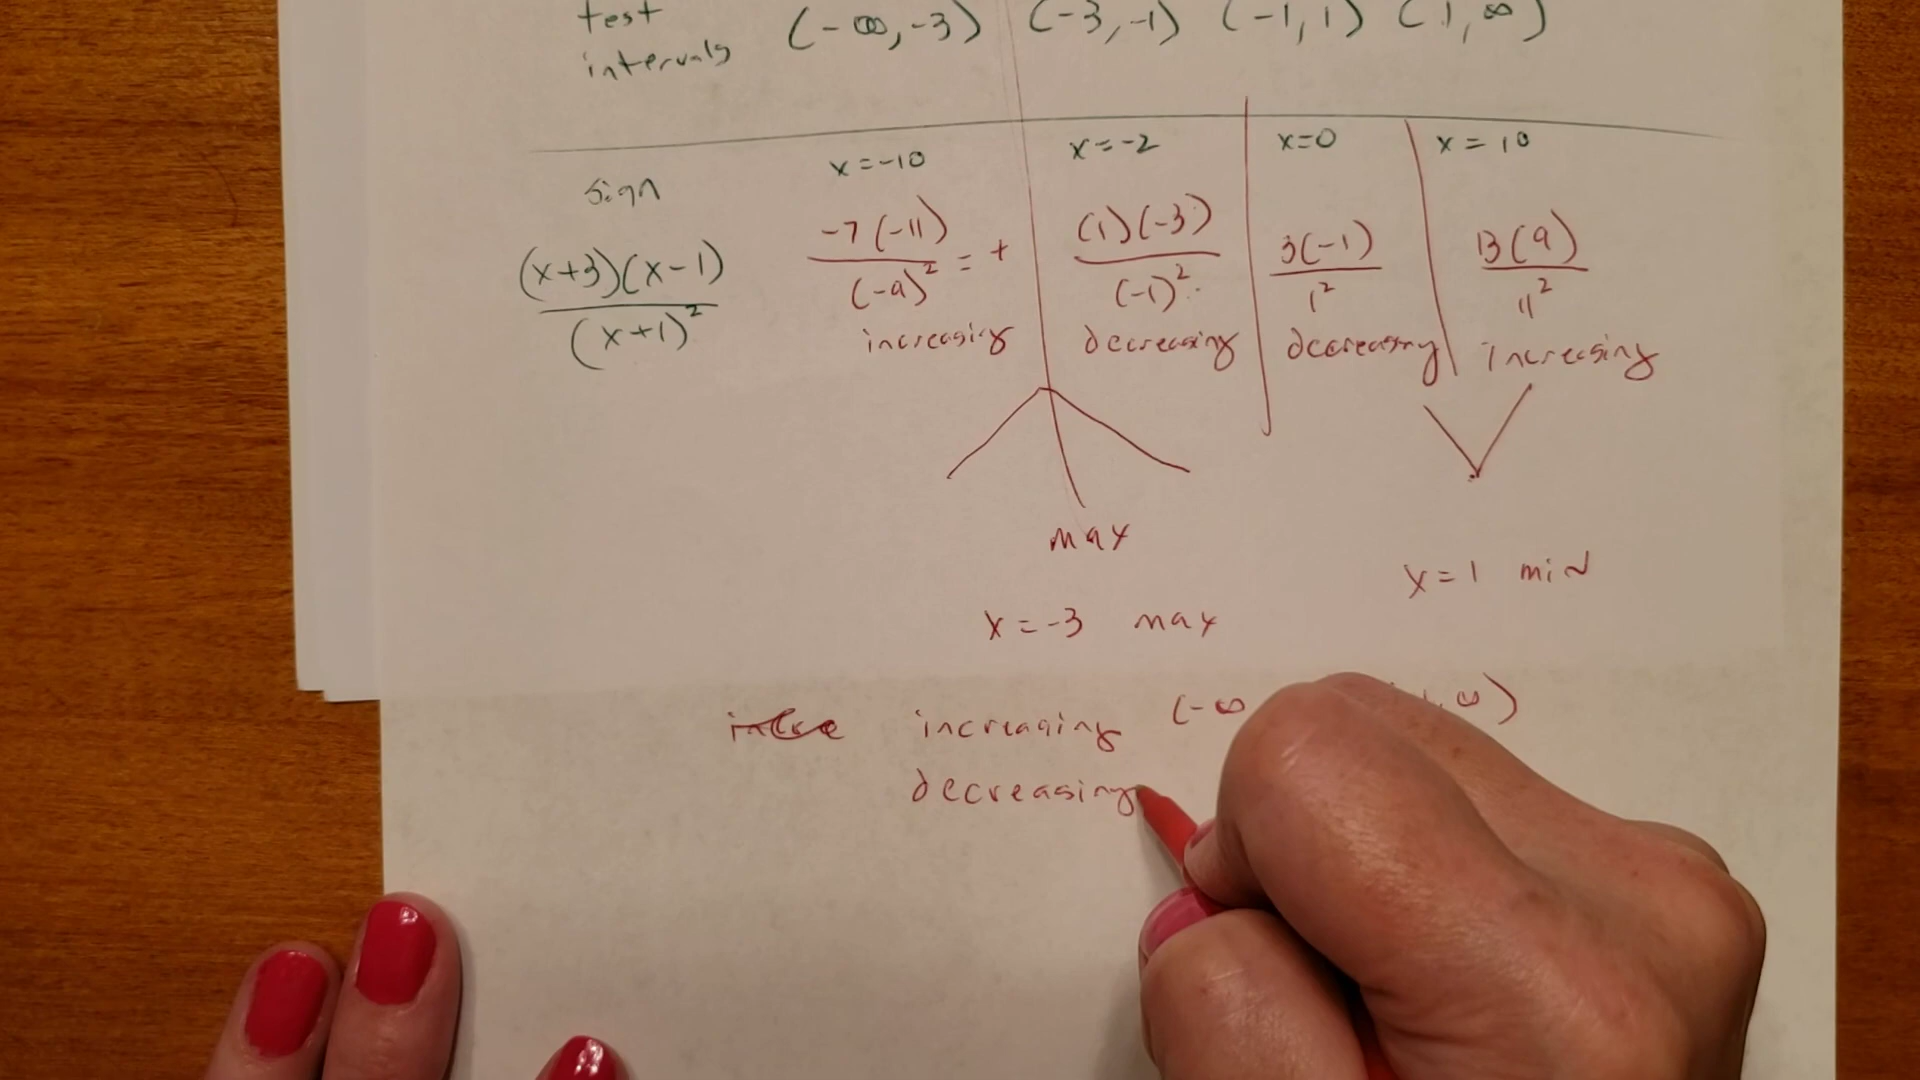 test
intervals (-∞,-3) (-3,-1) (-1,1) (1,∞)
x=-10 x=-2 x=0 x=10
sign
(x+3)(x-1) / (x+1)² -7(-11) / (-9)² = + (1)(-3) / (-1)² 3(-1) / 1² 13(9) / 11²
increasing decreasing decreasing increasing
max
x=1 min
x=-3 max
increasing (-∞ ,∞)
decreasing